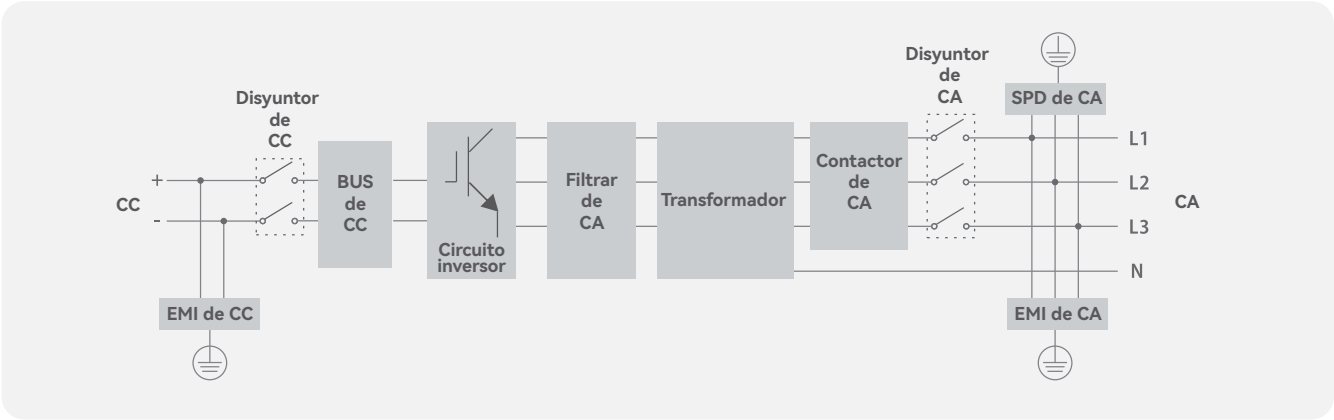 Disyuntor
de
CC
Disyuntor
de
CA
SPD de CA
+
CC
-
BUS
de
CC
Circuito
inversor
Filtrar
de
CA
Transformador
Contactor
de
CA
L1
L2
L3
N
CA
EMI de CC
EMI de CA